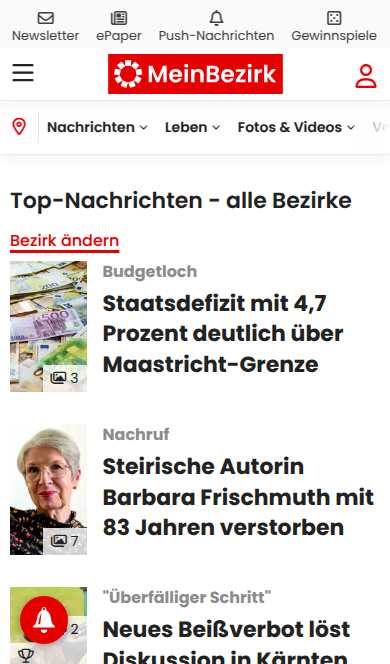 Newsletter ePaper Push-Nachrichten Gewinnspiele
MeinBezirk
Nachrichten Leben Fotos & Videos
Top-Nachrichten - alle Bezirke
Bezirk ändern
Budgetloch
Staatsdefizit mit 4,7
Prozent deutlich über
Maastricht-Grenze
3
Nachruf
Steirische Autorin
Barbara Frischmuth mit
83 Jahren verstorben
7
"Überfälliger Schritt"
Neues Beißverbot löst
2
Diskussion in Kärnten